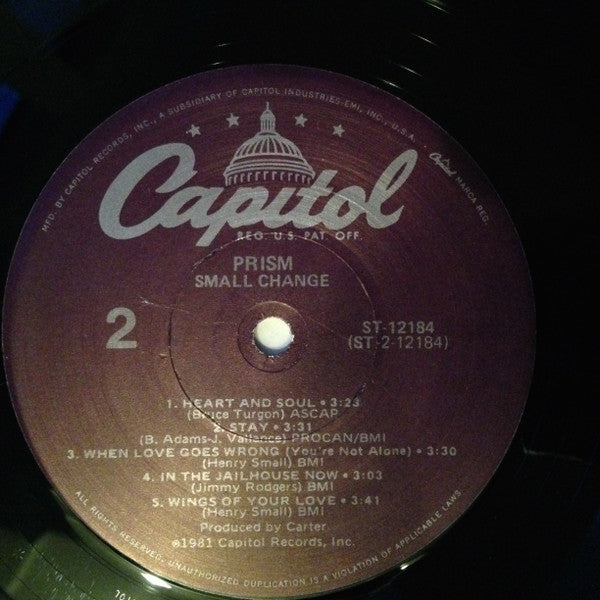 MFD. BY CAPITOL RECORDS, INC., A SUBSIDIARY OF CAPITOL INDUSTRIES-EMI, INC., U.S.A.
Capitol MARCA REG.
Capitol
REG. U.S. PAT. OFF.
PRISM
SMALL CHANGE
2
ST-12184
(ST-2-12184)
1. HEART AND SOUL • 3:23
(Bruce Turgon) ASCAP
2. STAY • 3:31
(B. Adams-J. Vallance) PROCAN/BMI
3. WHEN LOVE GOES WRONG (You're Not Alone) • 3:30
(Henry Small) BMI
4. IN THE JAILHOUSE NOW • 3:03
(Jimmy Rodgers) BMI
5. WINGS OF YOUR LOVE • 3:41
(Henry Small) BMI
Produced by Carter
℗1981 Capitol Records, Inc.
ALL RIGHTS RESERVED. UNAUTHORIZED DUPLICATION IS A VIOLATION OF APPLICABLE LAWS.